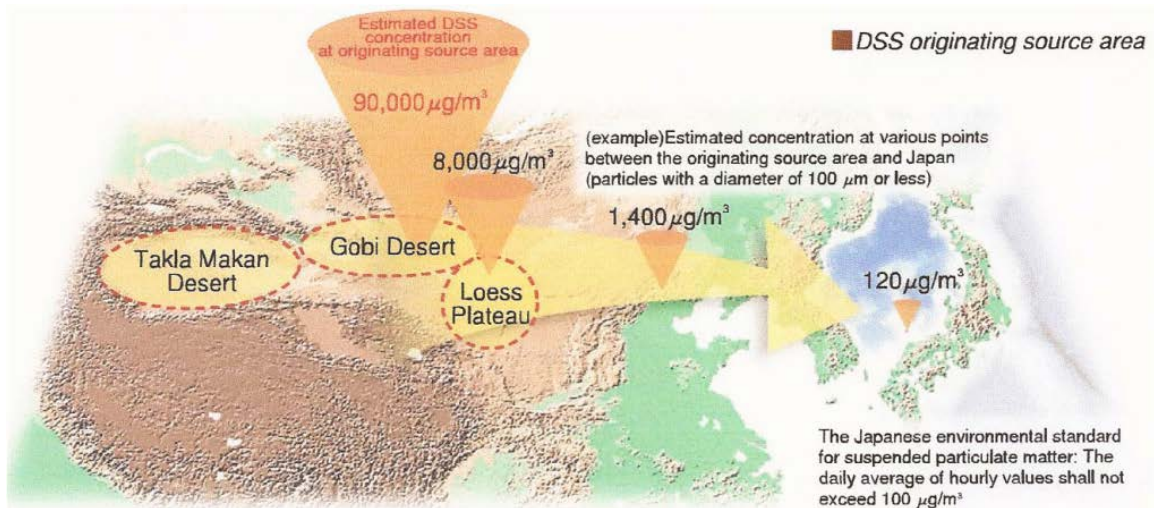 Estimated DSS
concentration
at originating source area
90,000μg/m³
■ DSS originating source area
8,000μg/m³
(example)Estimated concentration at various points
between the originating source area and Japan
(particles with a diameter of 100 μm or less)
1,400μg/m³
Takla Makan
Desert
Gobi Desert
Loess
Plateau
120μg/m³
The Japanese environmental standard
for suspended particulate matter: The
daily average of hourly values shall not
exceed 100 μg/m³